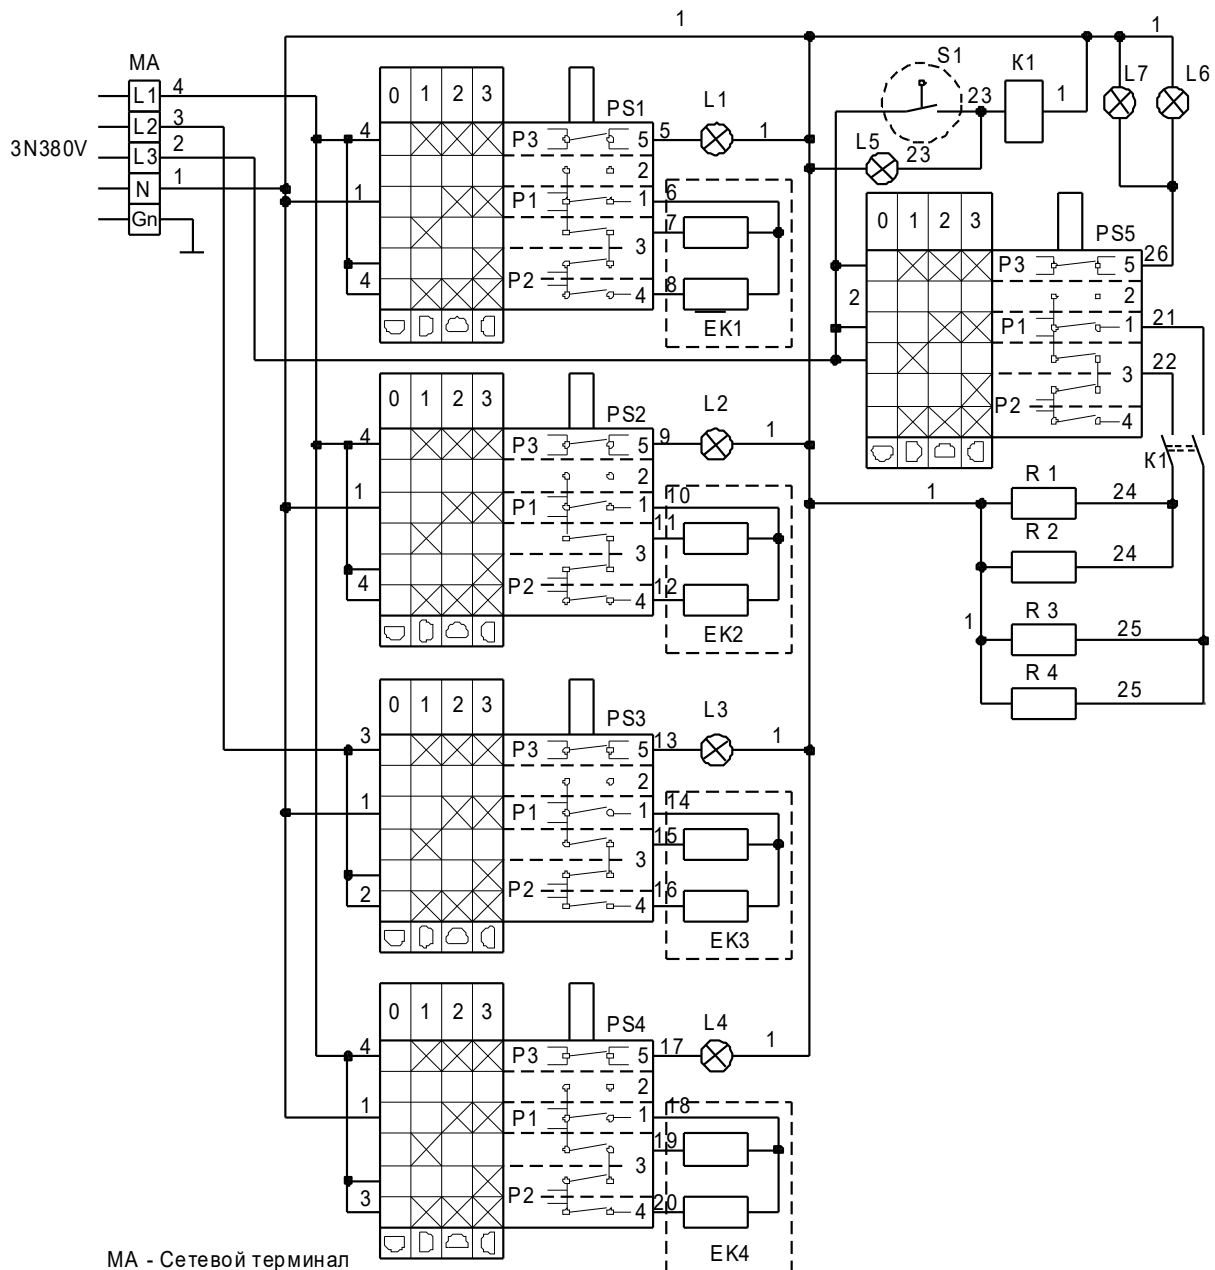 1 1
MA
L1 4
L2 3
L3 2
N 1
Gn
3N380V
0 1 2 3
PS1 L1
4 P3 5 5 1
2
1 P1 1 6
7
3
4 P2 4 8
EK1
S1 K1 L7 L6
23 1
L5 23
0 1 2 3
PS5
P3 5 26
2 2
P1 1 21
3 22
P2 4
K1
0 1 2 3
PS2 L2
4 P3 5 9 1
2
1 P1 1 10
11
3
4 P2 4 12
EK2
1 R 1 24
R 2 24
1 R 3 25
R 4 25
0 1 2 3
PS3 L3
3 P3 5 13 1
2
1 P1 1 14
15
3
2 P2 4 16
EK3
0 1 2 3
PS4 L4
4 P3 5 17 1
2
1 P1 1 18
19
3
3 P2 4 20
EK4
MA - Сетевой терминал